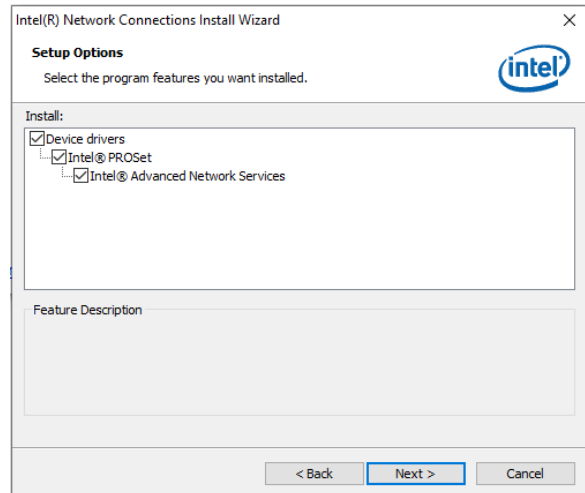 Intel(R) Network Connections Install Wizard
Setup Options
Select the program features you want installed.
intel
Install:
Device drivers
Intel® PROSet
Intel® Advanced Network Services
Feature Description
< Back
Next >
Cancel